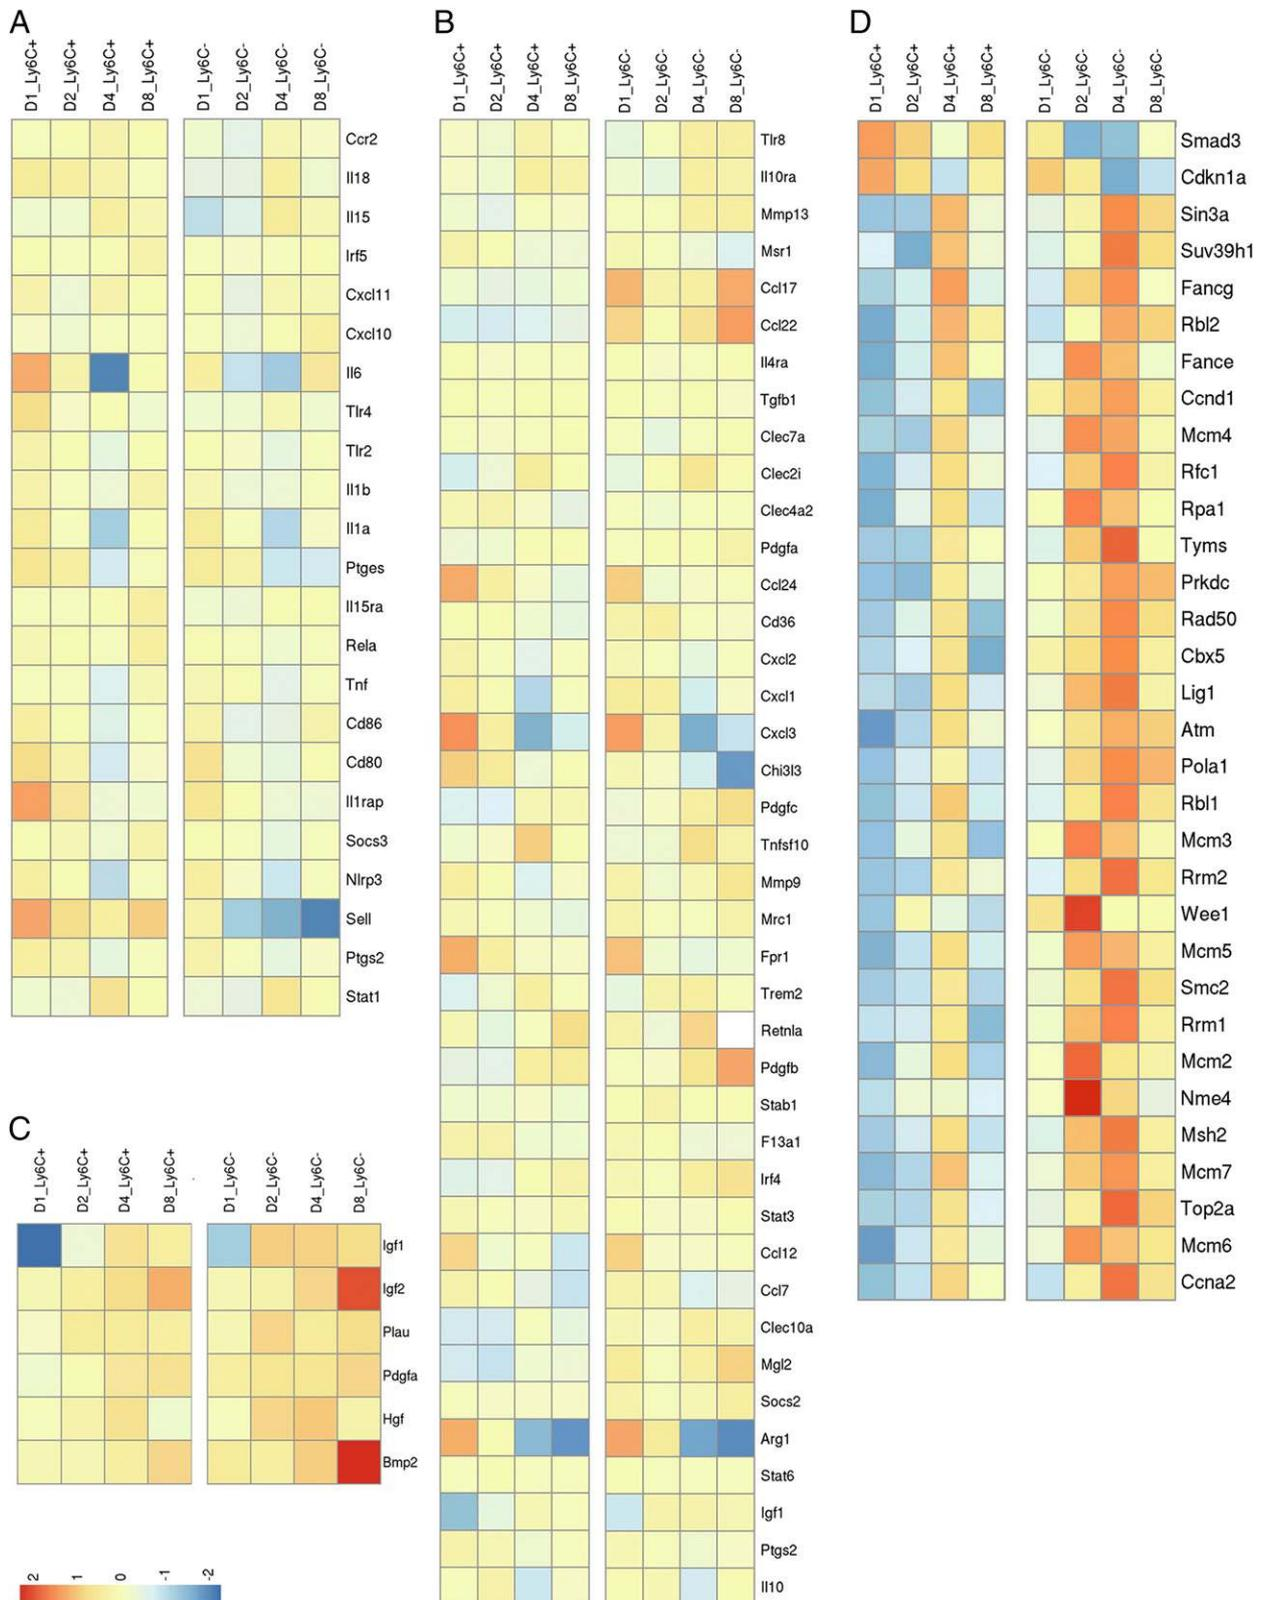 A
D1_Ly6C+
D2_Ly6C+
D4_Ly6C+
D8_Ly6C+
D1_Ly6C-
D2_Ly6C-
D4_Ly6C-
D8_Ly6C-
Ccr2
Il18
Il15
Irf5
Cxcl11
Cxcl10
Il6
Tlr4
Tlr2
Il1b
Il1a
Ptges
Il15ra
Rela
Tnf
Cd86
Cd80
Il1rap
Socs3
Nlrp3
Sell
Ptgs2
Stat1
B
D1_Ly6C+
D2_Ly6C+
D4_Ly6C+
D8_Ly6C+
D1_Ly6C-
D2_Ly6C-
D4_Ly6C-
D8_Ly6C-
Tlr8
Il10ra
Mmp13
Msr1
Ccl17
Ccl22
Il4ra
Tgfb1
Clec7a
Clec2i
Clec4a2
Pdgfa
Ccl24
Cd36
Cxcl2
Cxcl1
Cxcl3
Chi3l3
Pdgfc
Tnfsf10
Mmp9
Mrc1
Fpr1
Trem2
Retnla
Pdgfb
Stab1
F13a1
Irf4
Stat3
Ccl12
Ccl7
Clec10a
Mgl2
Socs2
Arg1
Stat6
Igf1
Ptgs2
Il10
C
D1_Ly6C+
D2_Ly6C+
D4_Ly6C+
D8_Ly6C+
D1_Ly6C-
D2_Ly6C-
D4_Ly6C-
D8_Ly6C-
Igf1
Igf2
Plau
Pdgfa
Hgf
Bmp2
2
1
0
-1
-2
D
D1_Ly6C+
D2_Ly6C+
D4_Ly6C+
D8_Ly6C+
D1_Ly6C-
D2_Ly6C-
D4_Ly6C-
D8_Ly6C-
Smad3
Cdkn1a
Sin3a
Suv39h1
Fancg
Rbl2
Fance
Ccnd1
Mcm4
Rfc1
Rpa1
Tyms
Prkdc
Rad50
Cbx5
Lig1
Atm
Pola1
Rbl1
Mcm3
Rrm2
Wee1
Mcm5
Smc2
Rrm1
Mcm2
Nme4
Msh2
Mcm7
Top2a
Mcm6
Ccna2